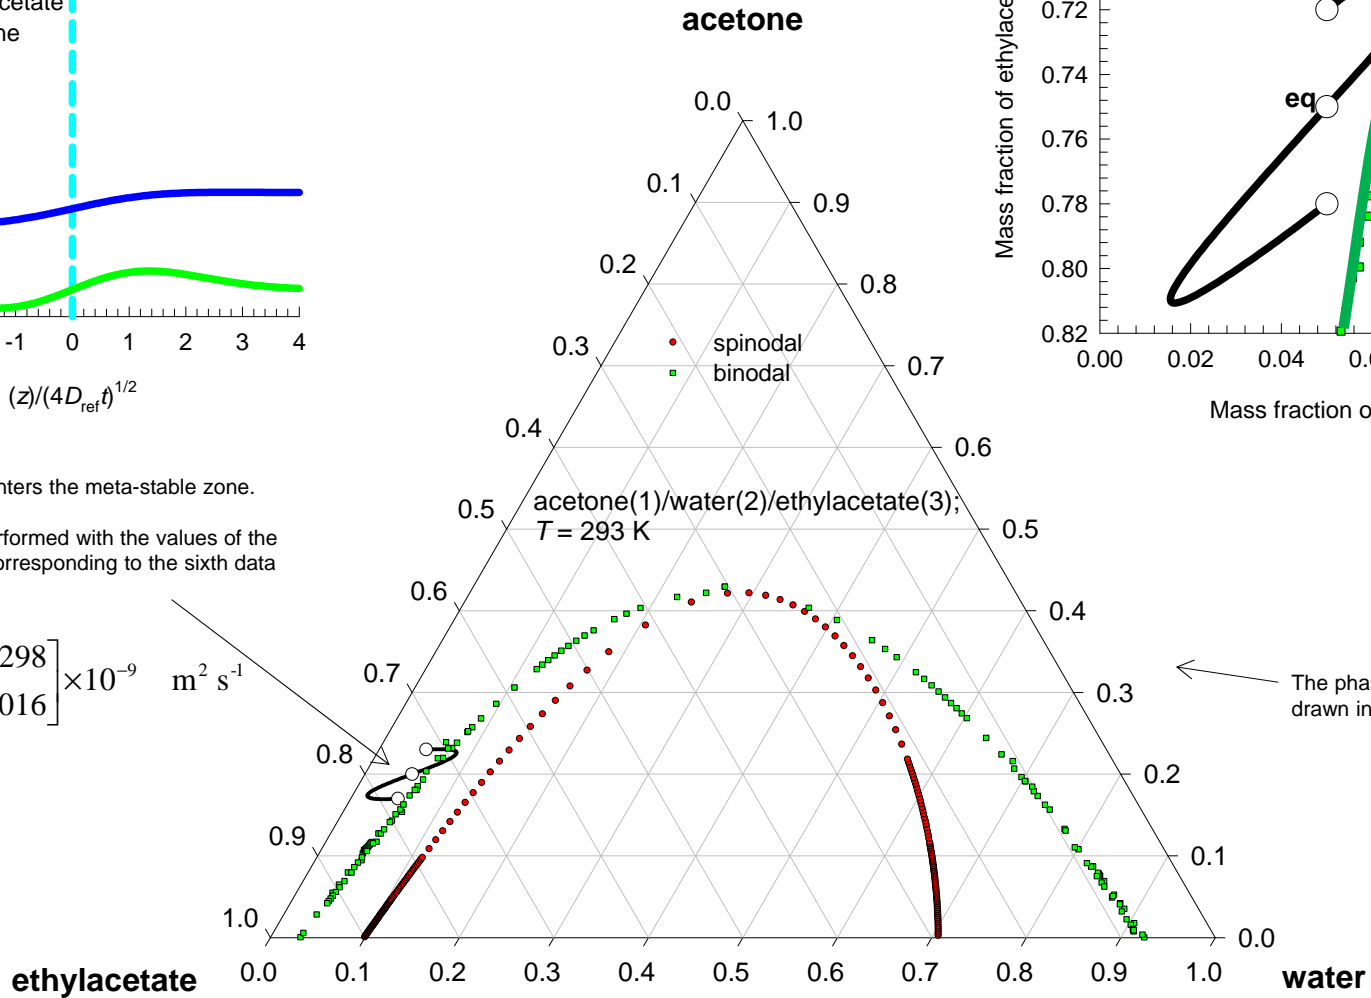 cetate
ne
-1 0 1 2 3 4
(z)/(4D_ref t)^1/2
nters the meta-stable zone.
rformed with the values of the
orresponding to the sixth data
298
016
×10⁻⁹ m² s⁻¹
acetone
0.0
0.1
0.2
0.3
0.4
0.5
0.6
0.7
0.8
0.9
1.0
1.0
0.9
0.8
0.7
0.6
0.5
0.4
0.3
0.2
0.1
0.0
spinodal
binodal
acetone(1)/water(2)/ethylacetate(3);
T = 293 K
0.0 0.1 0.2 0.3 0.4 0.5 0.6 0.7 0.8 0.9 1.0
ethylacetate
water
Mass fraction of ethylace
0.72
0.74
0.76
0.78
0.80
0.82
eq
0.00 0.02 0.04 0.0
Mass fraction o
The pha
drawn in